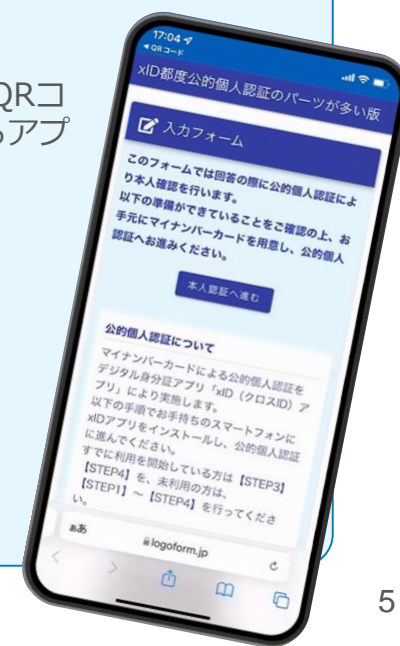 QRコ
るアプ
17:04
QRコード
xID都度公的個人認証のパーツが多い版
入力フォーム
このフォームでは回答の際に公的個人認証によ
り本人確認を行います。
以下の準備ができていることをご確認の上、お
手元にマイナンバーカードを用意し、公的個人
認証へお進みください。
本人認証へ進む
公的個人認証について
マイナンバーカードによる公的個人認証を
デジタル身分証アプリ「xID（クロスID）ア
プリ」により実施します。
以下の手順でお手持ちのスマートフォンに
xIDアプリをインストールし、公的個人認証
に進んでください。
すでに利用を開始している方は【STEP3】
【STEP4】を、未利用の方は、
【STEP1】～【STEP4】を行ってくださ
い。
ぁあ
logoform.jp
5